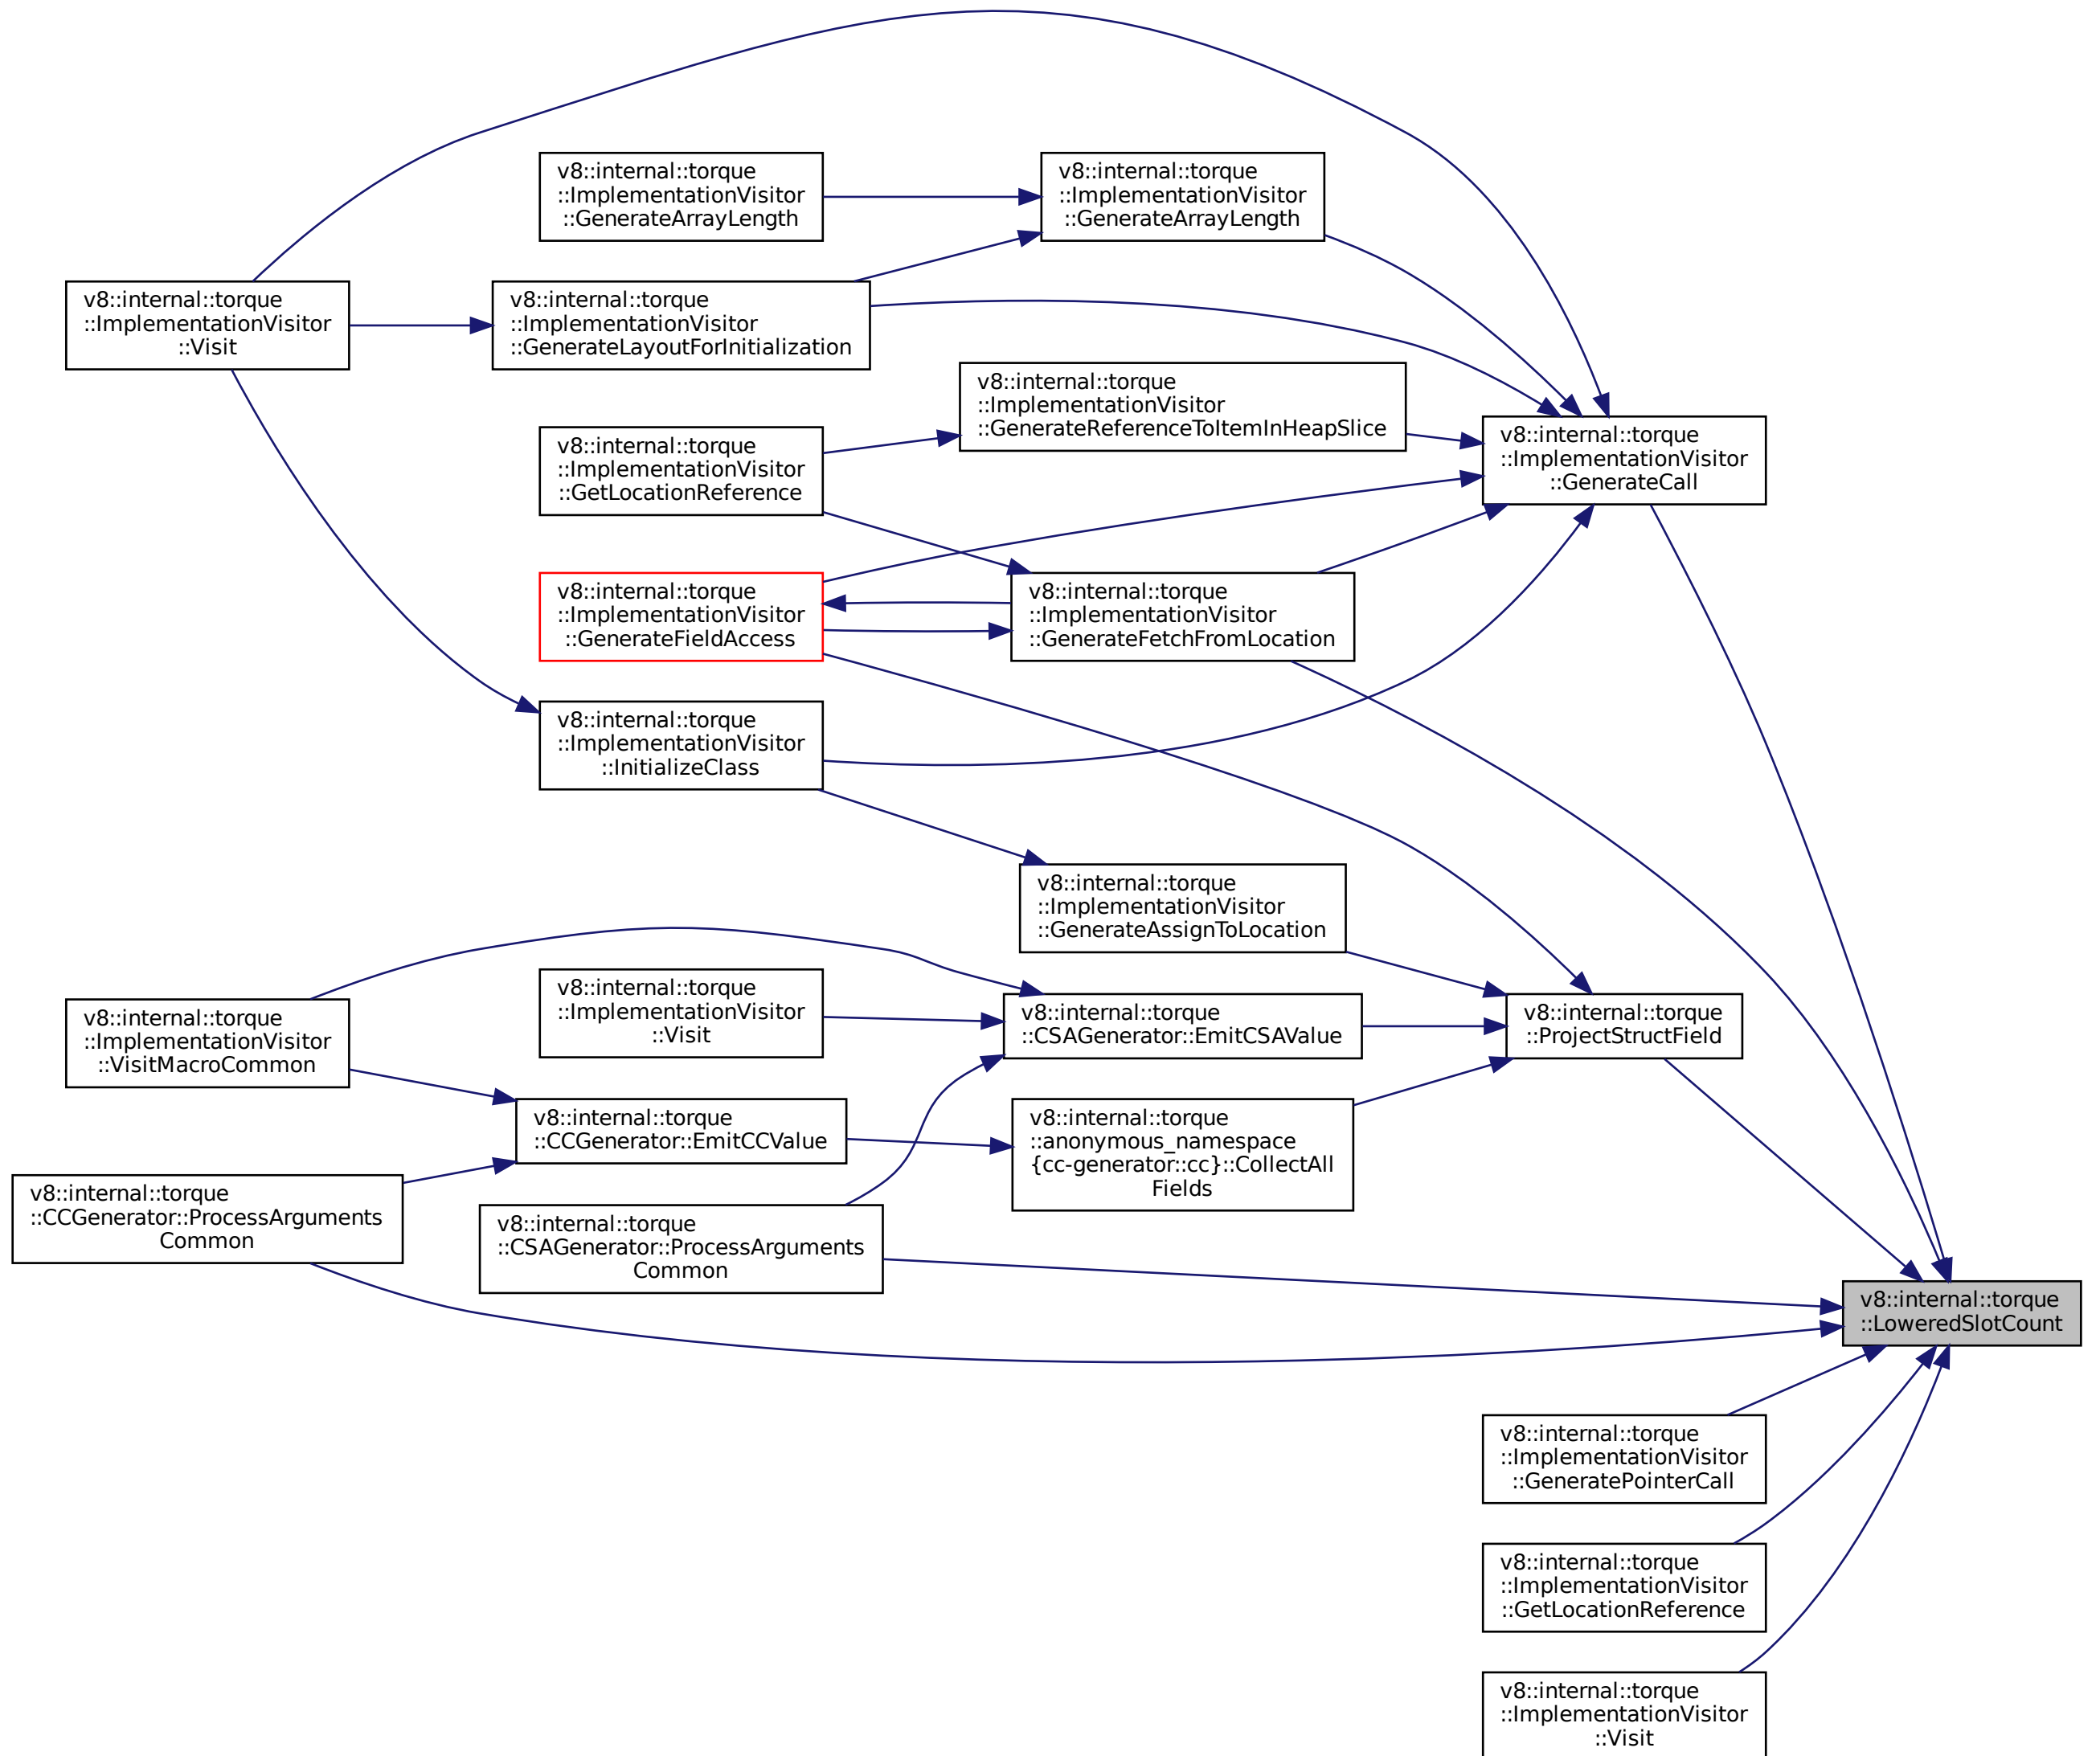 v8::internal::torque
::ImplementationVisitor
::GenerateArrayLength
v8::internal::torque
::ImplementationVisitor
::GenerateArrayLength
v8::internal::torque
::ImplementationVisitor
::Visit
v8::internal::torque
::ImplementationVisitor
::GenerateLayoutForInitialization
v8::internal::torque
::ImplementationVisitor
::GenerateReferenceToItemInHeapSlice
v8::internal::torque
::ImplementationVisitor
::GenerateCall
v8::internal::torque
::ImplementationVisitor
::GetLocationReference
v8::internal::torque
::ImplementationVisitor
::GenerateFieldAccess
v8::internal::torque
::ImplementationVisitor
::GenerateFetchFromLocation
v8::internal::torque
::ImplementationVisitor
::InitializeClass
v8::internal::torque
::ImplementationVisitor
::GenerateAssignToLocation
v8::internal::torque
::ImplementationVisitor
::VisitMacroCommon
v8::internal::torque
::ImplementationVisitor
::Visit
v8::internal::torque
::CSAGenerator::EmitCSAValue
v8::internal::torque
::ProjectStructField
v8::internal::torque
::CCGenerator::EmitCCValue
v8::internal::torque
::anonymous_namespace
{cc-generator::cc}::CollectAll
Fields
v8::internal::torque
::CCGenerator::ProcessArguments
Common
v8::internal::torque
::CSAGenerator::ProcessArguments
Common
v8::internal::torque
::LoweredSlotCount
v8::internal::torque
::ImplementationVisitor
::GeneratePointerCall
v8::internal::torque
::ImplementationVisitor
::GetLocationReference
v8::internal::torque
::ImplementationVisitor
::Visit